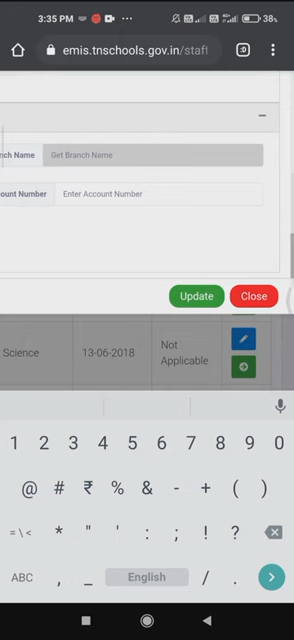 3:35 PM ... 38%
emis.tnschools.gov.in/staff :D
nch Name Get Branch Name
ount Number Enter Account Number
Update Close
Science 13-06-2018 Not
Applicable
1 2 3 4 5 6 7 8 9 0
@ # ₹ % & - + ( )
= \ < * " ' : ; ! ?
ABC , _ English / .